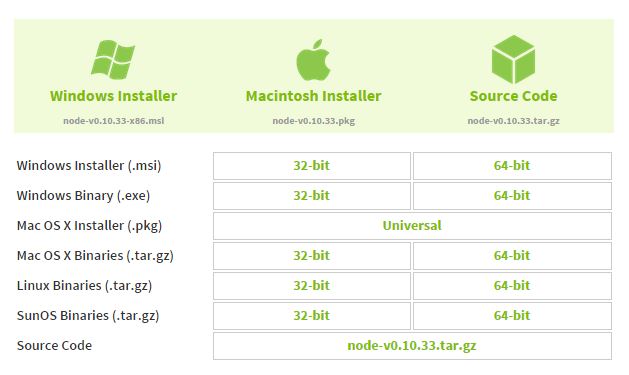 Windows Installer Macintosh Installer Source Code
node-v0.10.33-x86.msl node-v0.10.33.pkg node-v0.10.33.tar.gz
Windows Installer (.msi) 32-bit 64-bit
Windows Binary (.exe) 32-bit 64-bit
Mac OS X Installer (.pkg) Universal
Mac OS X Binaries (.tar.gz) 32-bit 64-bit
Linux Binaries (.tar.gz) 32-bit 64-bit
SunOS Binaries (.tar.gz) 32-bit 64-bit
Source Code node-v0.10.33.tar.gz